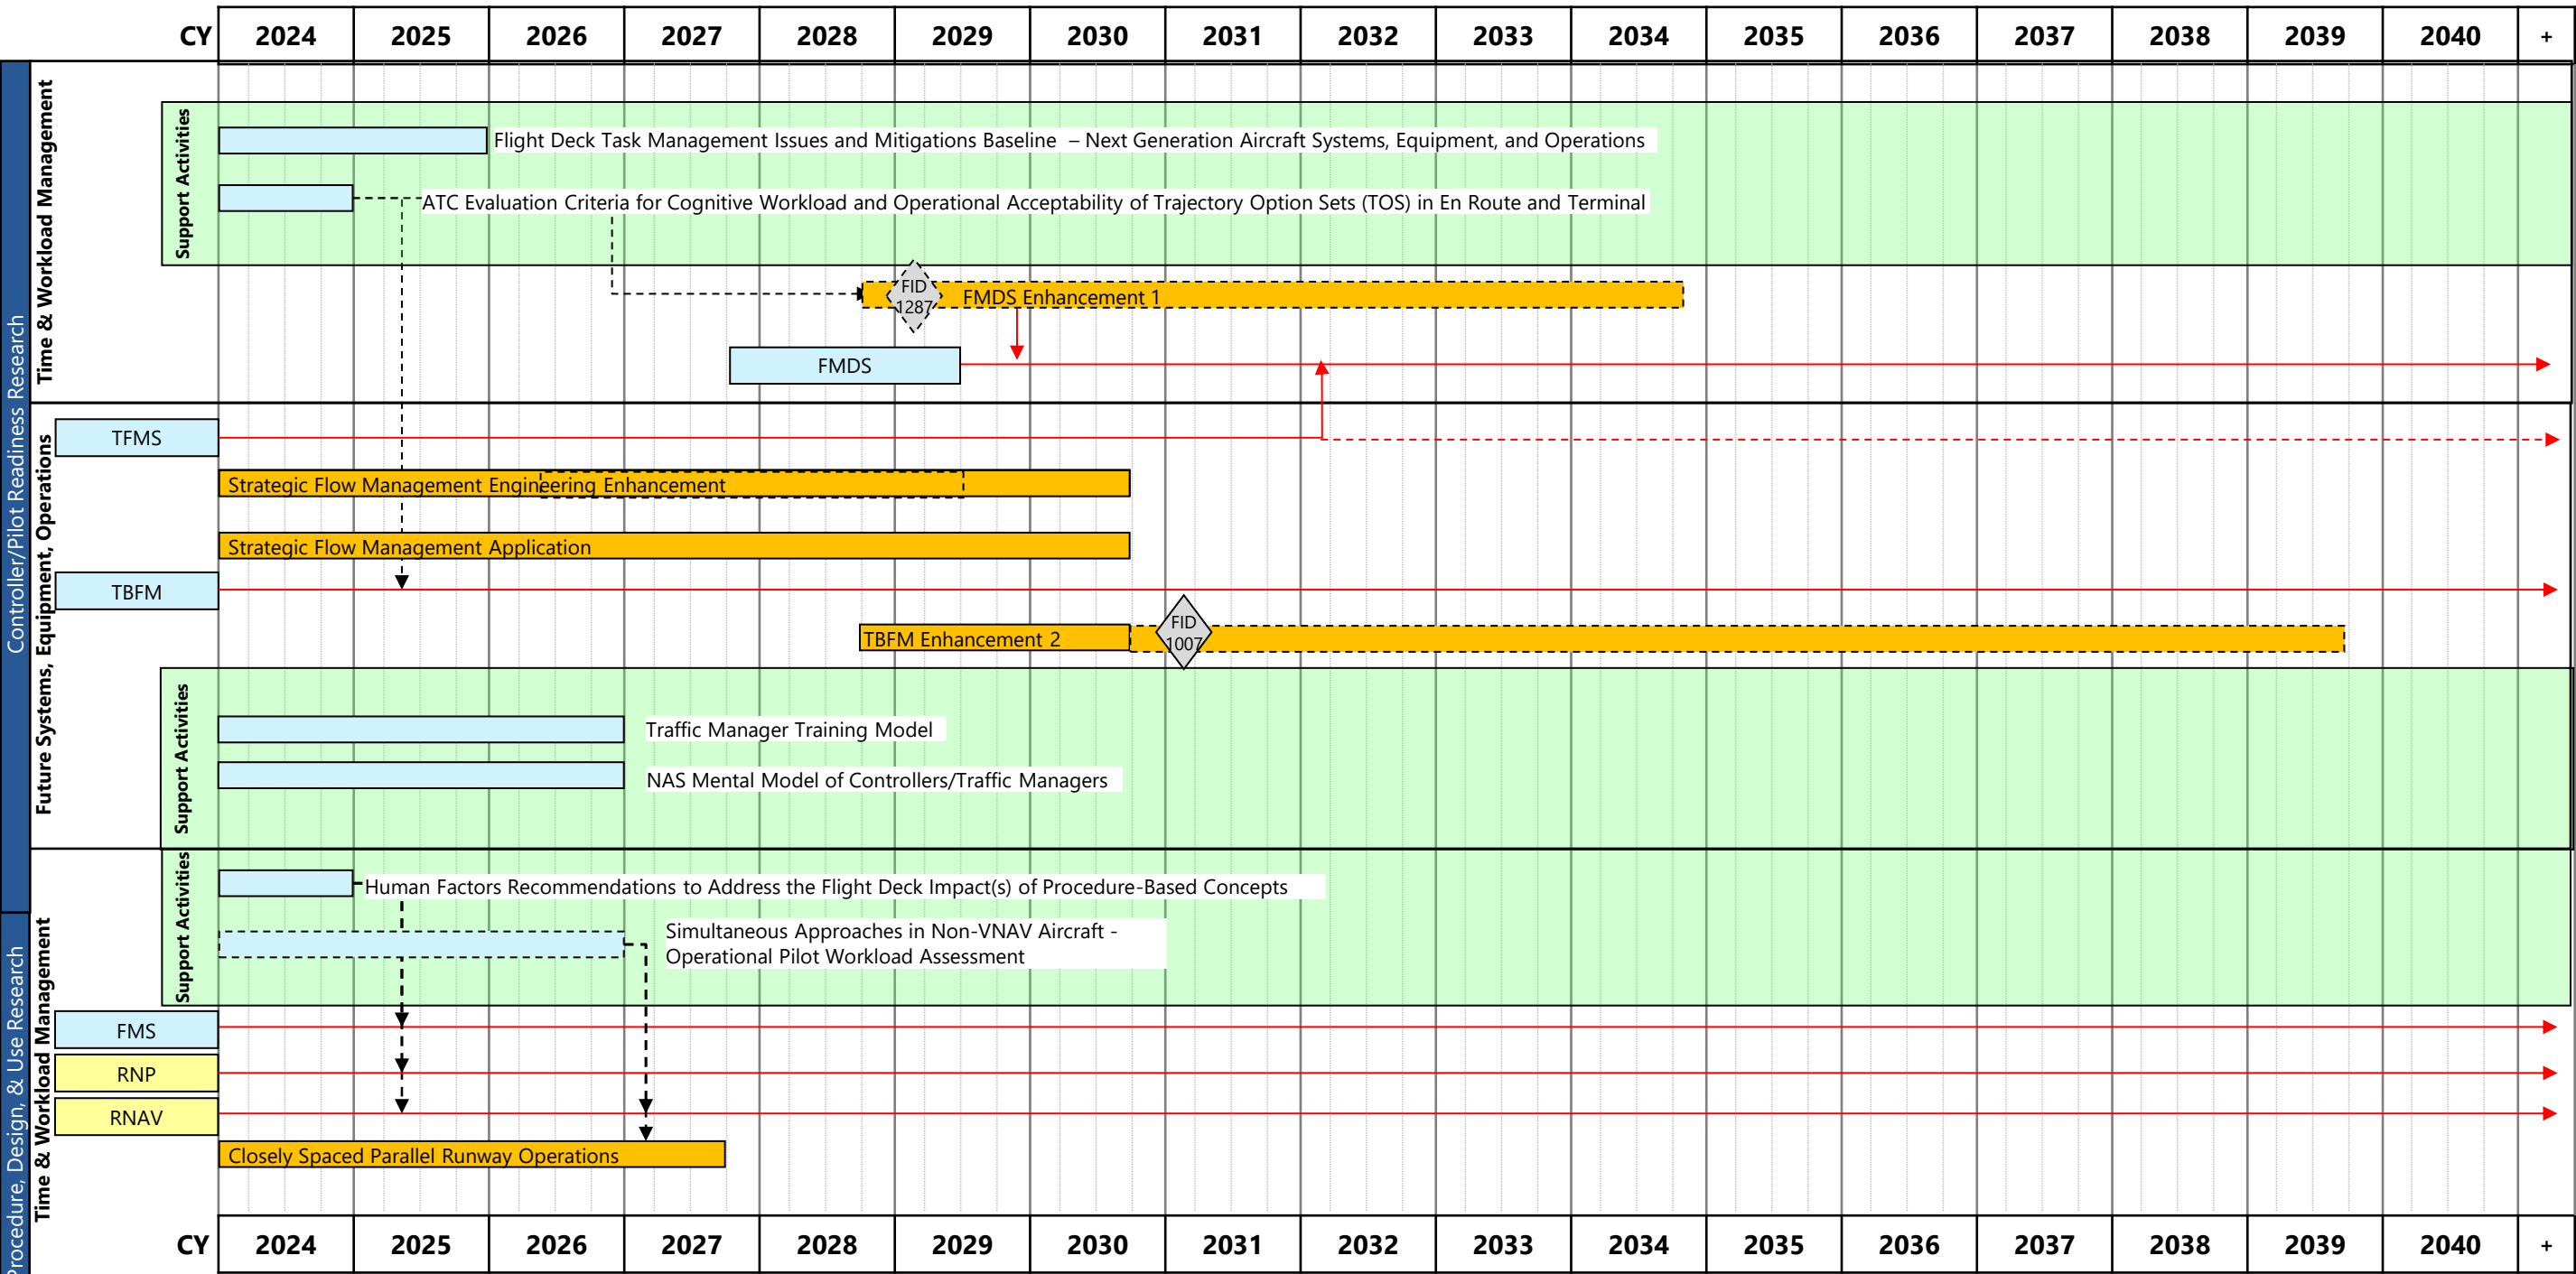 CY 2024 2025 2026 2027 2028 2029 2030 2031 2032 2033 2034 2035 2036 2037 2038 2039 2040 +
Controller/Pilot Readiness Research
Time & Workload Management
Support Activities
Flight Deck Task Management Issues and Mitigations Baseline – Next Generation Aircraft Systems, Equipment, and Operations
ATC Evaluation Criteria for Cognitive Workload and Operational Acceptability of Trajectory Option Sets (TOS) in En Route and Terminal
FID
1287
FMDS Enhancement 1
FMDS
Future Systems, Equipment, Operations
TFMS
Strategic Flow Management Engineering Enhancement
Strategic Flow Management Application
TBFM
TBFM Enhancement 2
FID
1007
Support Activities
Traffic Manager Training Model
NAS Mental Model of Controllers/Traffic Managers
Procedure, Design, & Use Research
Time & Workload Management
Support Activities
Human Factors Recommendations to Address the Flight Deck Impact(s) of Procedure-Based Concepts
Simultaneous Approaches in Non-VNAV Aircraft -
Operational Pilot Workload Assessment
FMS
RNP
RNAV
Closely Spaced Parallel Runway Operations
CY 2024 2025 2026 2027 2028 2029 2030 2031 2032 2033 2034 2035 2036 2037 2038 2039 2040 +